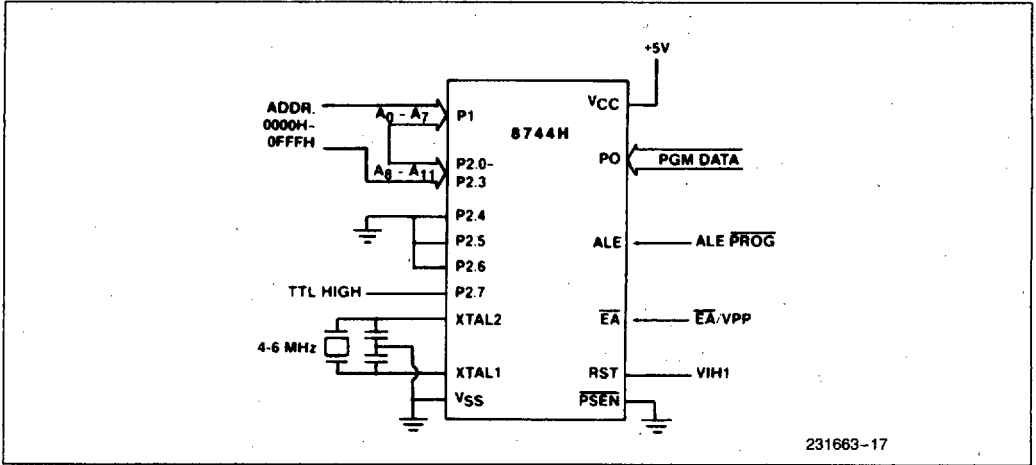 +5V
ADDR.
0000H-
0FFFH
A0 - A7
A8 - A11
P1
P2.0-
P2.3
P2.4
P2.5
P2.6
TTL HIGH
P2.7
XTAL2
4-6 MHz
XTAL1
VSS
8744H
VCC
PO
PGM DATA
ALE
ALE PROG
EA
EA/VPP
RST
VIH1
PSEN
231663-17